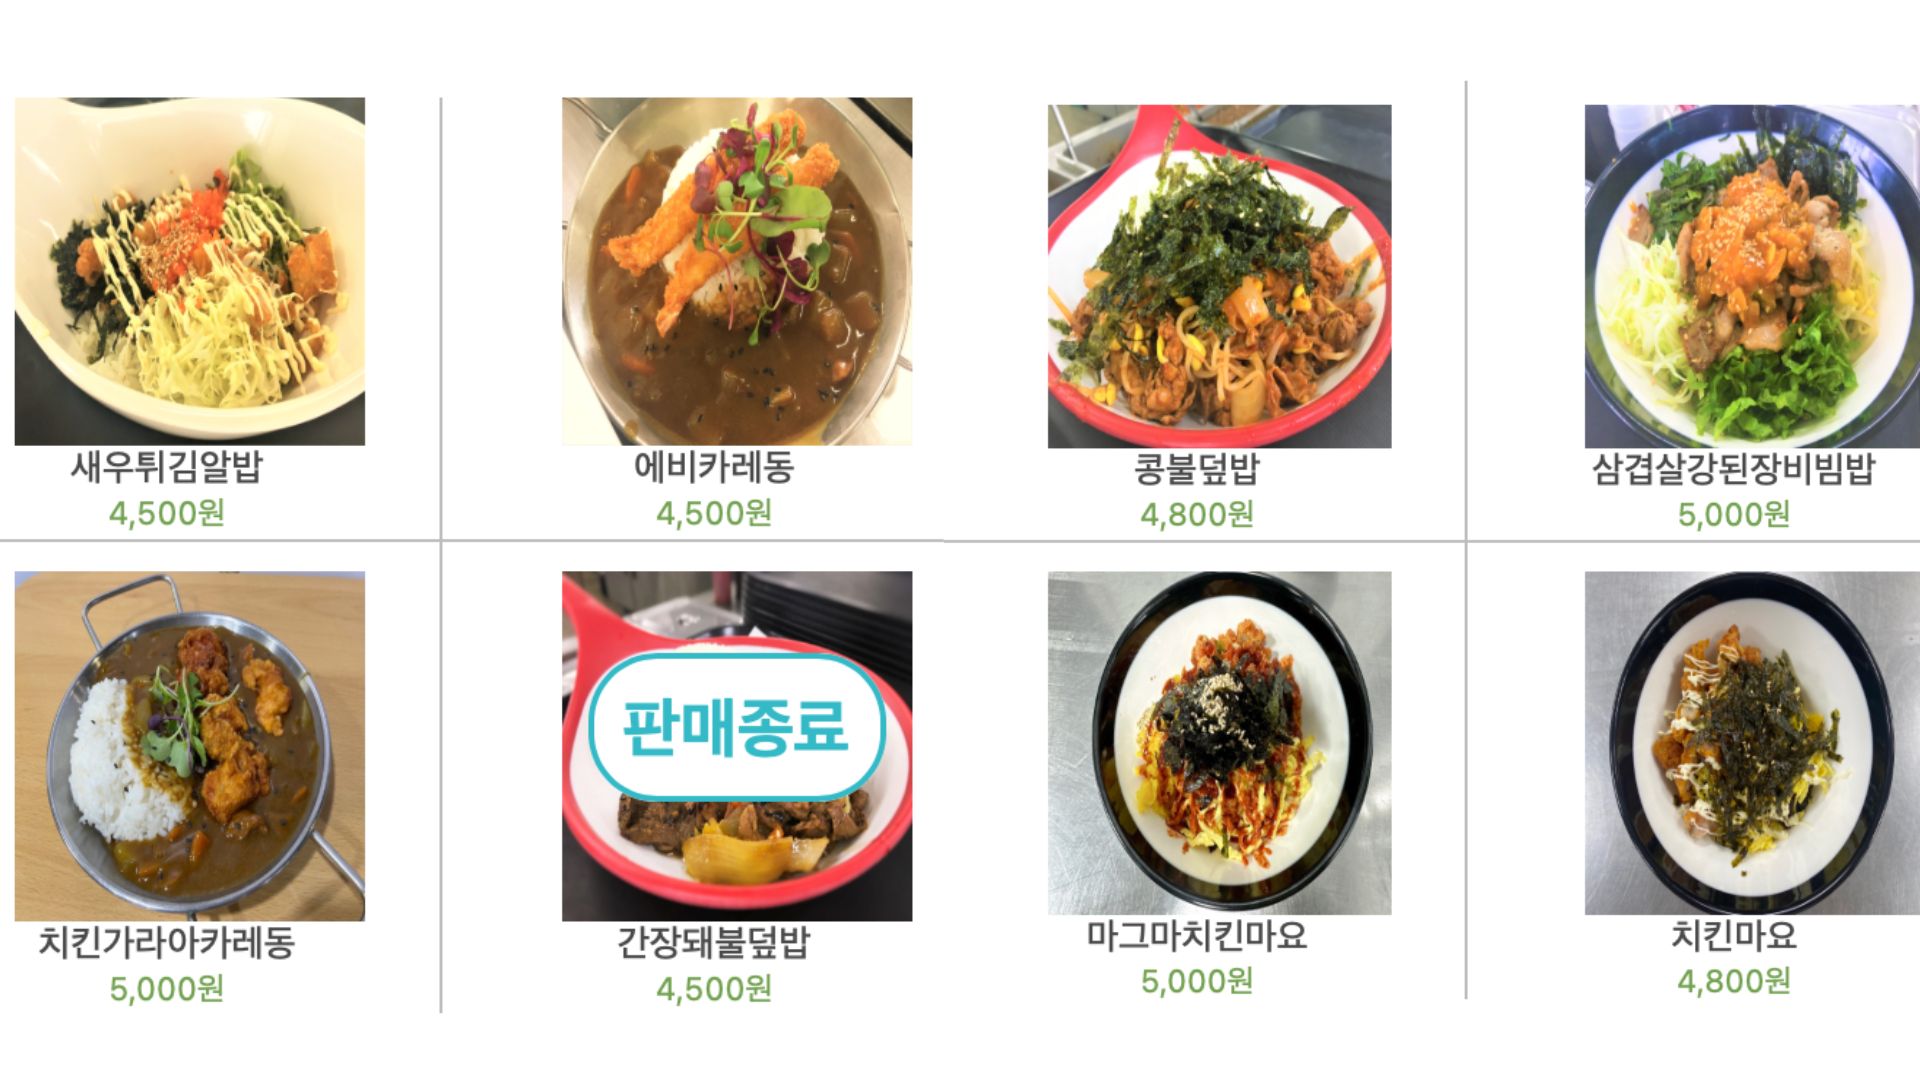 새우튀김알밥
4,500원
에비카레동
4,500원
콩불덮밥
4,800원
삼겹살강된장비빔밥
5,000원
치킨가라아카레동
5,000원
판매종료
간장돼불덮밥
4,500원
마그마치킨마요
5,000원
치킨마요
4,800원